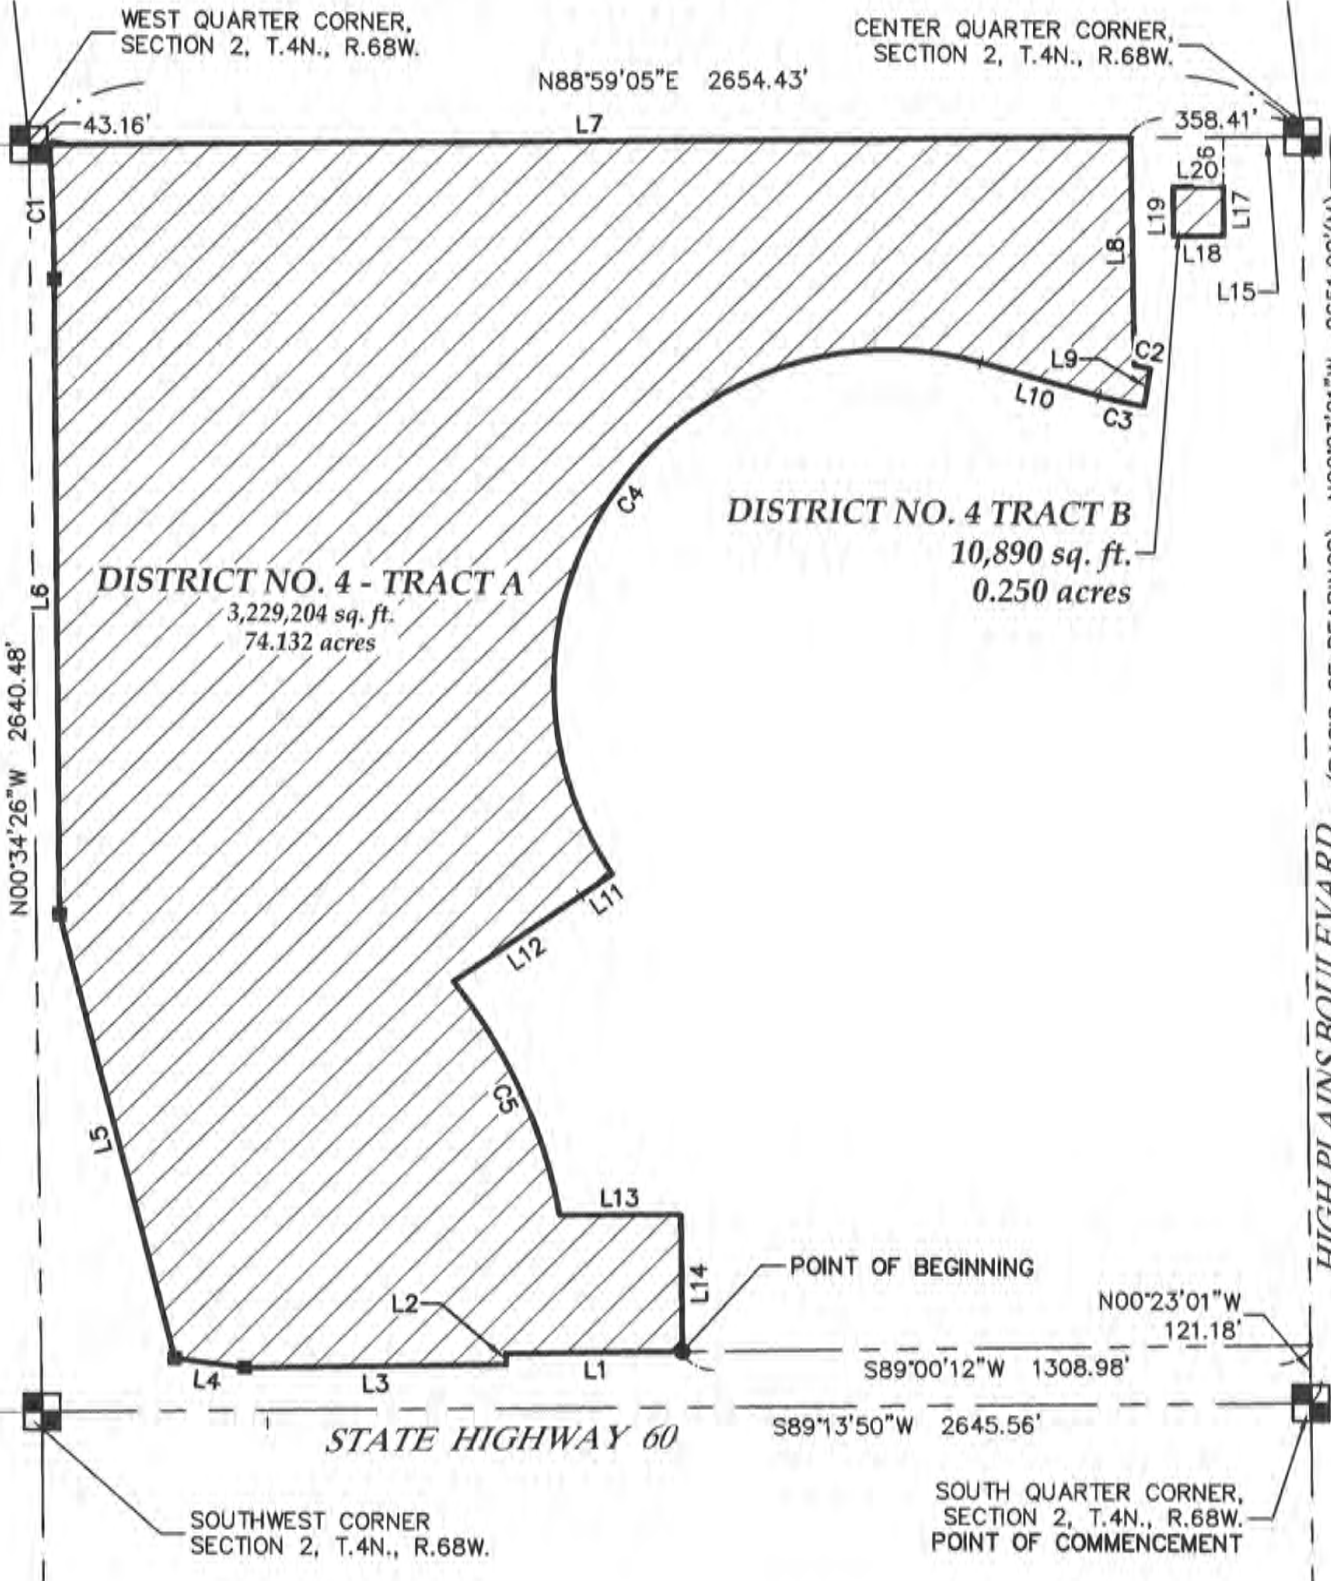 WEST QUARTER CORNER,
SECTION 2, T.4N., R.68W.
CENTER QUARTER CORNER,
SECTION 2, T.4N., R.68W.
N88°59'05"E 2654.43'
43.16'
L7
358.41'
L20
C1
L19
L17
L8
L18
L15
C2
L9
L10
C3
C4
DISTRICT NO. 4 TRACT B
10,890 sq. ft.
0.250 acres
DISTRICT NO. 4 - TRACT A
3,229,204 sq. ft.
74.132 acres
L6
N00°34'26"W 2640.48'
L11
L12
HIGH PLAINS BOULEVARD
C5
L5
L13
L14
POINT OF BEGINNING
L2
N00°23'01"W
121.18'
L1
S89°00'12"W 1308.98'
L4
L3
S89°13'50"W 2645.56'
STATE HIGHWAY 60
SOUTHWEST CORNER
SECTION 2, T.4N., R.68W.
SOUTH QUARTER CORNER,
SECTION 2, T.4N., R.68W.
POINT OF COMMENCEMENT